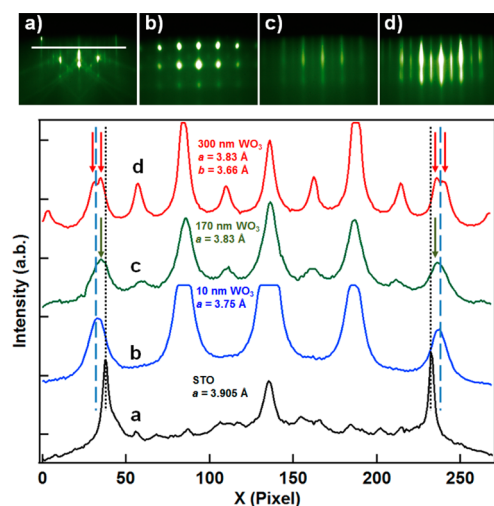 a)
b)
c)
d)
300 nm WO₃
a = 3.83 Å
b = 3.66 Å
d
170 nm WO₃
a = 3.83 Å
c
10 nm WO₃
a = 3.75 Å
b
STO
a = 3.905 Å
a
Intensity (a.b.)
0 50 100 150 200 250
X (Pixel)